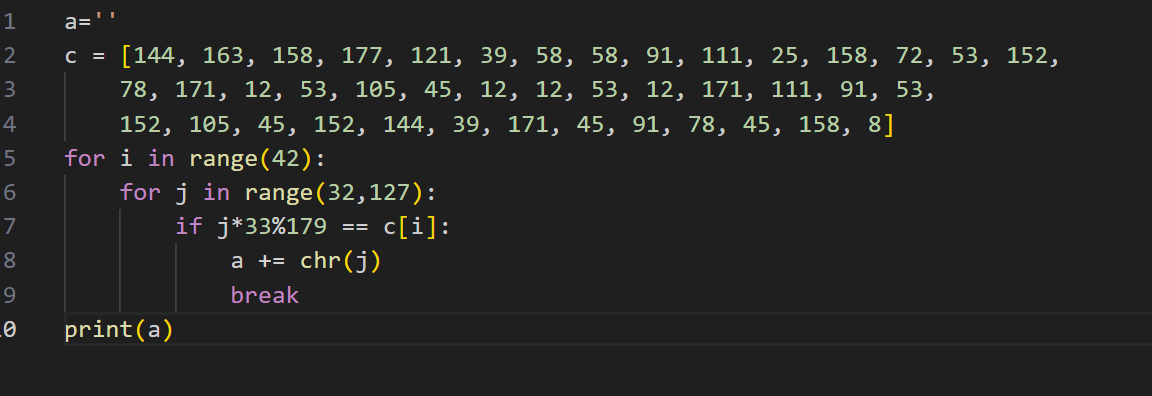 1 a=''
2 c = [144, 163, 158, 177, 121, 39, 58, 58, 91, 111, 25, 158, 72, 53, 152,
3 78, 171, 12, 53, 105, 45, 12, 12, 53, 12, 171, 111, 91, 53,
4 152, 105, 45, 152, 144, 39, 171, 45, 91, 78, 45, 158, 8]
5 for i in range(42):
6 for j in range(32,127):
7 if j*33%179 == c[i]:
8 a += chr(j)
9 break
0 print(a)